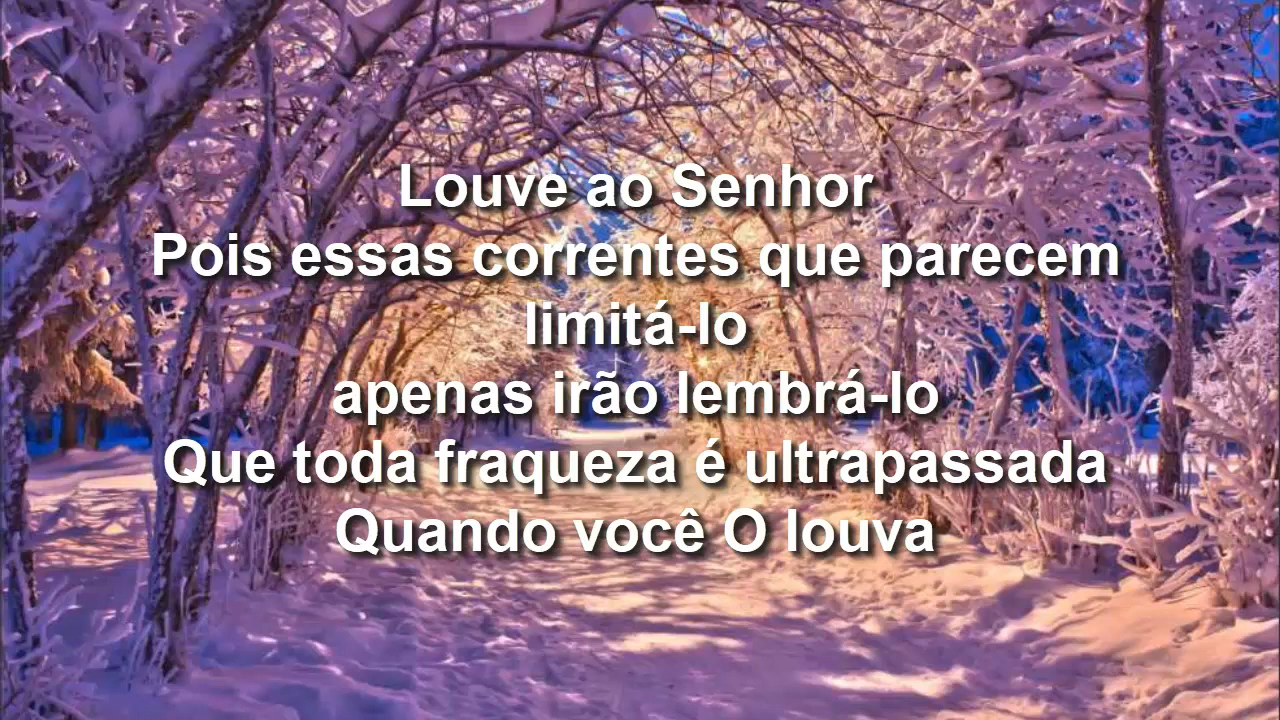 Louve ao Senhor
Pois essas correntes que parecem
limitá-lo
apenas irão lembrá-lo
Que toda fraqueza é ultrapassada
Quando você O louva